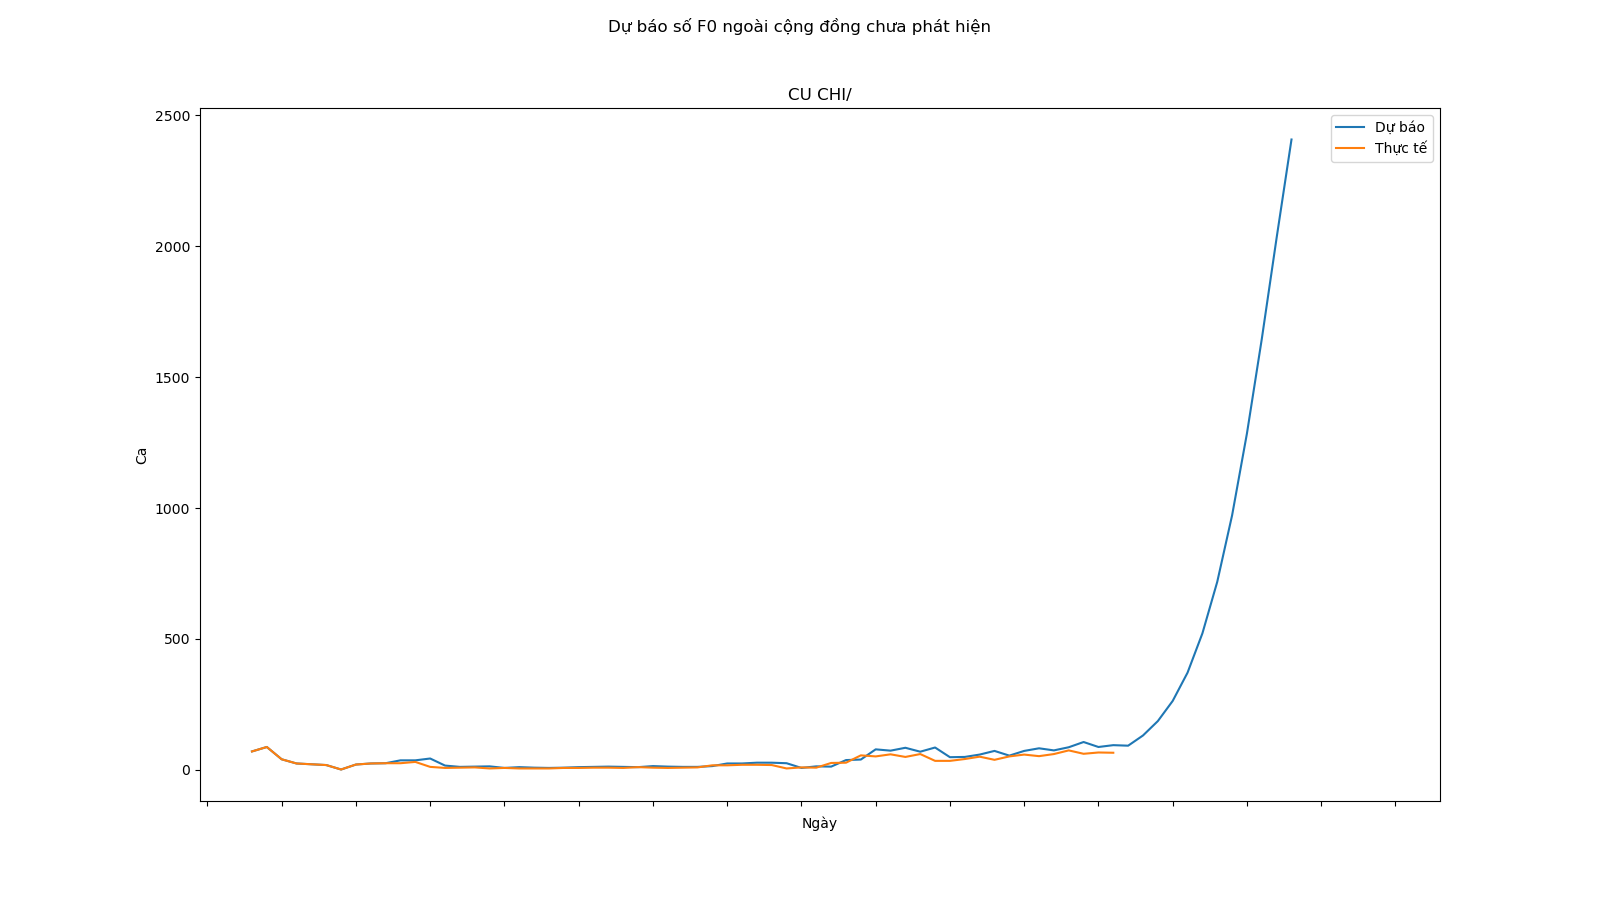 Dự báo số F0 ngoài cộng đồng chưa phát hiện
CU CHI/
2500
2000
1500
1000
500
0
Ca
Dự báo
Thực tế
Ngày